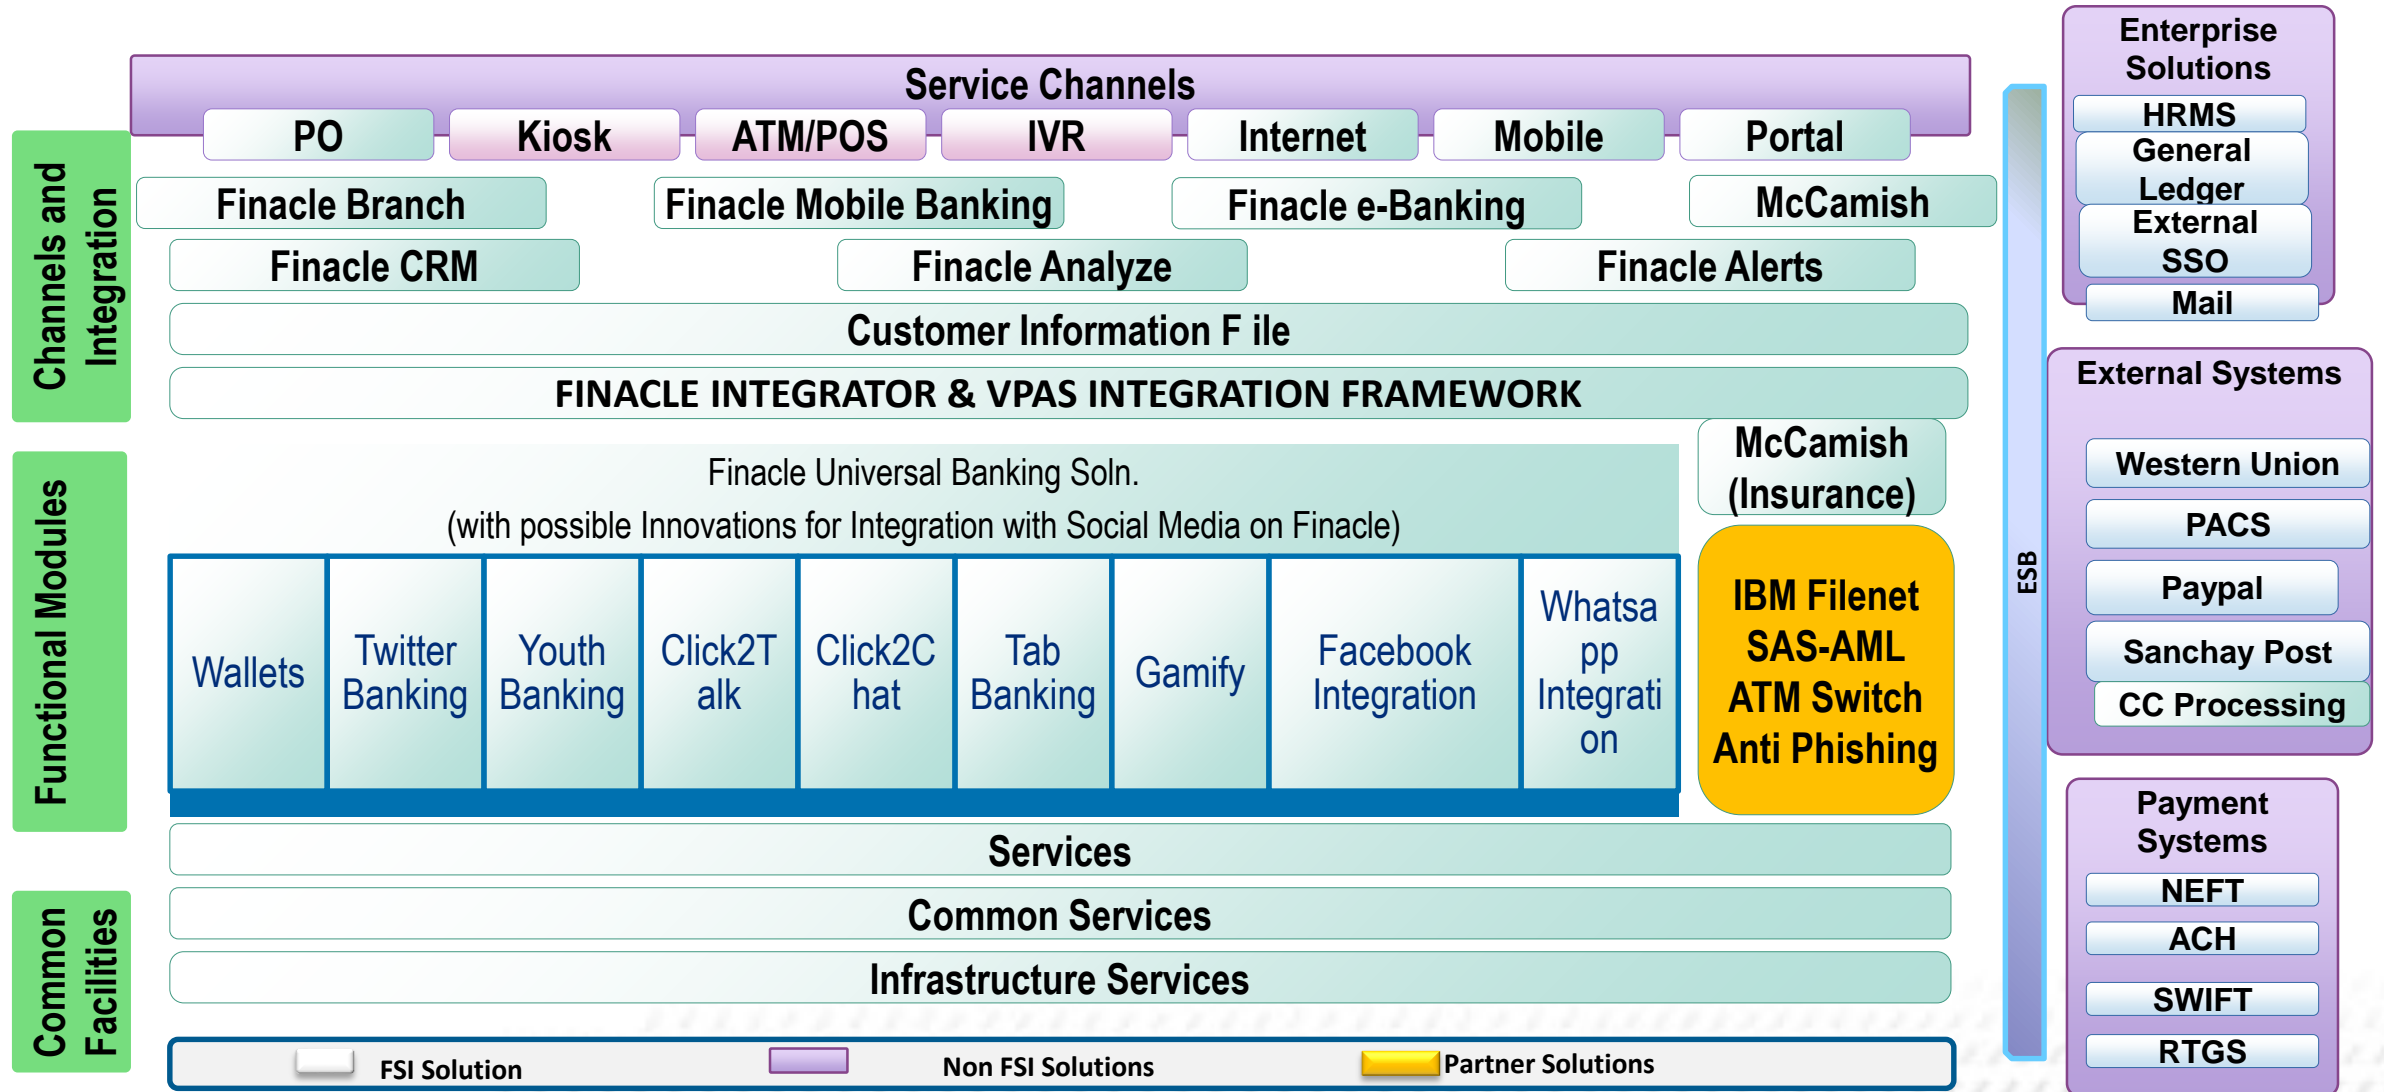 Service Channels
PO
Kiosk
ATM/POS
IVR
Internet
Mobile
Portal
Channels and
Integration
Finacle Branch
Finacle Mobile Banking
Finacle e-Banking
McCamish
Finacle CRM
Finacle Analyze
Finacle Alerts
Customer Information F ile
FINACLE INTEGRATOR & VPAS INTEGRATION FRAMEWORK
Functional Modules
Finacle Universal Banking Soln.
(with possible Innovations for Integration with Social Media on Finacle)
McCamish
(Insurance)
Wallets
Twitter
Banking
Youth
Banking
Click2T
alk
Click2C
hat
Tab
Banking
Gamify
Facebook
Integration
Whatsa
pp
Integrati
on
IBM Filenet
SAS-AML
ATM Switch
Anti Phishing
Services
Common
Facilities
Common Services
Infrastructure Services
FSI Solution
Non FSI Solutions
Partner Solutions
ESB
Enterprise
Solutions
HRMS
General
Ledger
External
SSO
Mail
External Systems
Western Union
PACS
Paypal
Sanchay Post
CC Processing
Payment
Systems
NEFT
ACH
SWIFT
RTGS